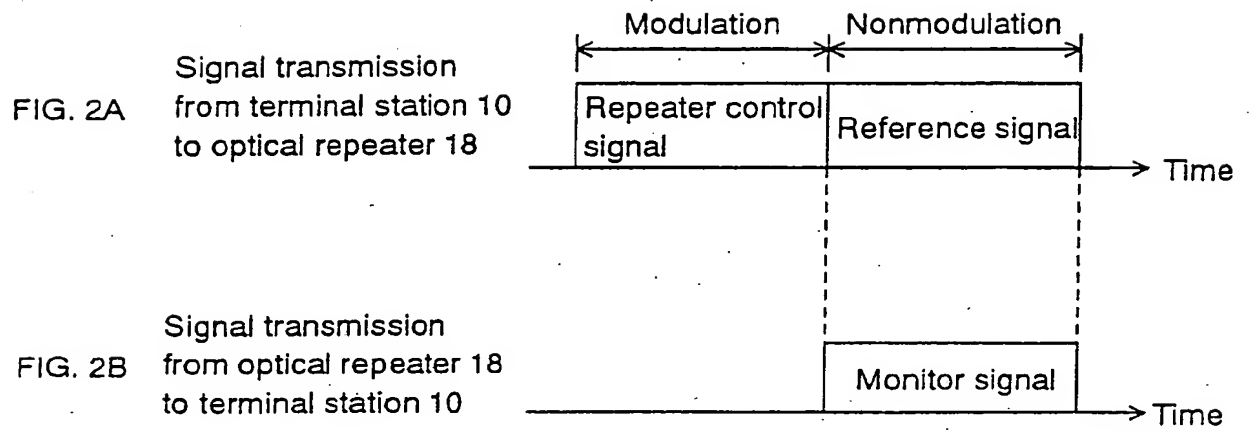 Modulation Nonmodulation
FIG. 2A
Signal transmission
from terminal station 10
to optical repeater 18
Repeater control
signal
Reference signal
Time
FIG. 2B
Signal transmission
from optical repeater 18
to terminal station 10
Monitor signal
Time